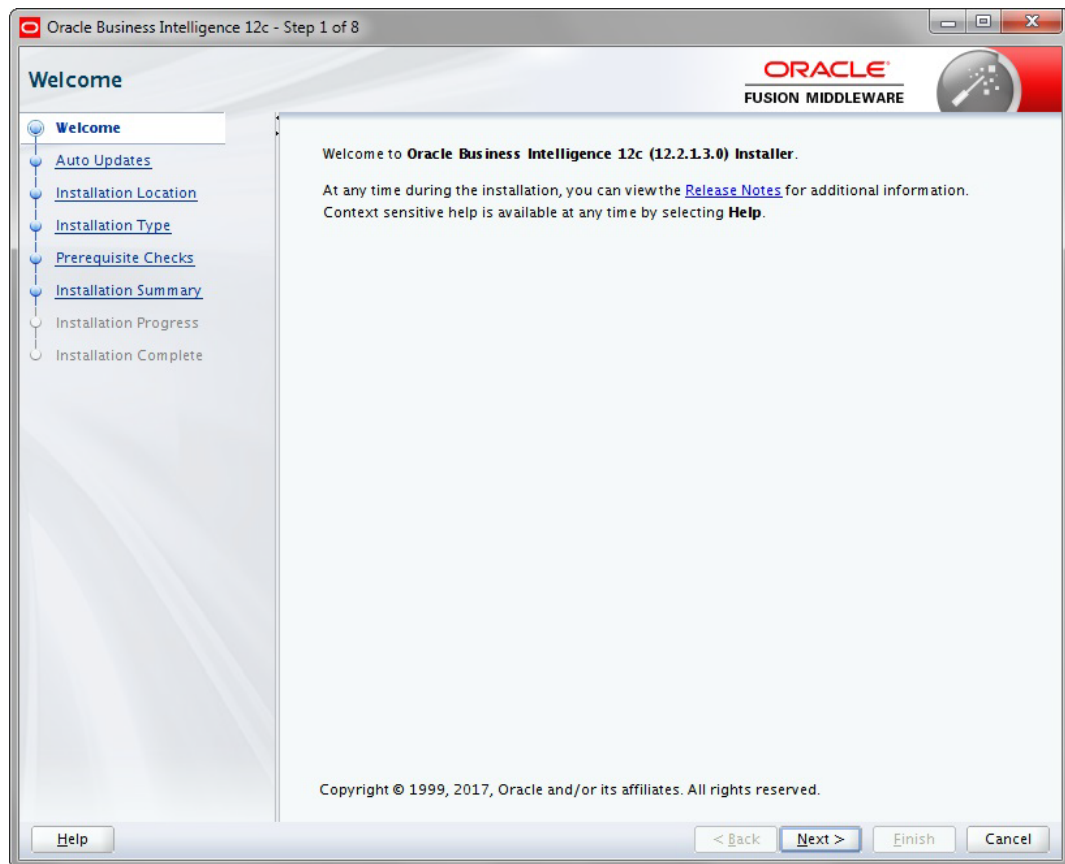 Oracle Business Intelligence 12c - Step 1 of 8
Welcome
ORACLE®
FUSION MIDDLEWARE
Welcome
Auto Updates
Installation Location
Installation Type
Prerequisite Checks
Installation Summary
Installation Progress
Installation Complete
Welcome to Oracle Business Intelligence 12c (12.2.1.3.0) Installer.
At any time during the installation, you can view the Release Notes for additional information.
Context sensitive help is available at any time by selecting Help.
Copyright © 1999, 2017, Oracle and/or its affiliates. All rights reserved.
Help
< Back
Next >
Finish
Cancel